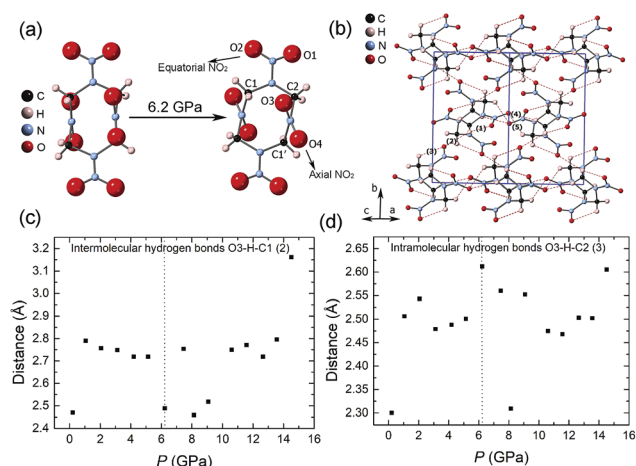 (a)
O2
O1
Equatorial NO₂
C1
C2
O3
O4
C
H
N
O
6.2 GPa
C1'
Axial NO₂
(b)
C
H
N
O
(1)
(2)
(3)
(4)
(5)
b
c
a
(c)
Intermolecular hydrogen bonds O3-H-C1 (2)
Distance (Å)
3.2
3.1
3.0
2.9
2.8
2.7
2.6
2.5
2.4
0 2 4 6 8 10 12 14 16
P (GPa)
(d)
Intramolecular hydrogen bonds O3-H-C2 (3)
Distance (Å)
2.65
2.60
2.55
2.50
2.45
2.40
2.35
2.30
0 2 4 6 8 10 12 14 16
P (GPa)